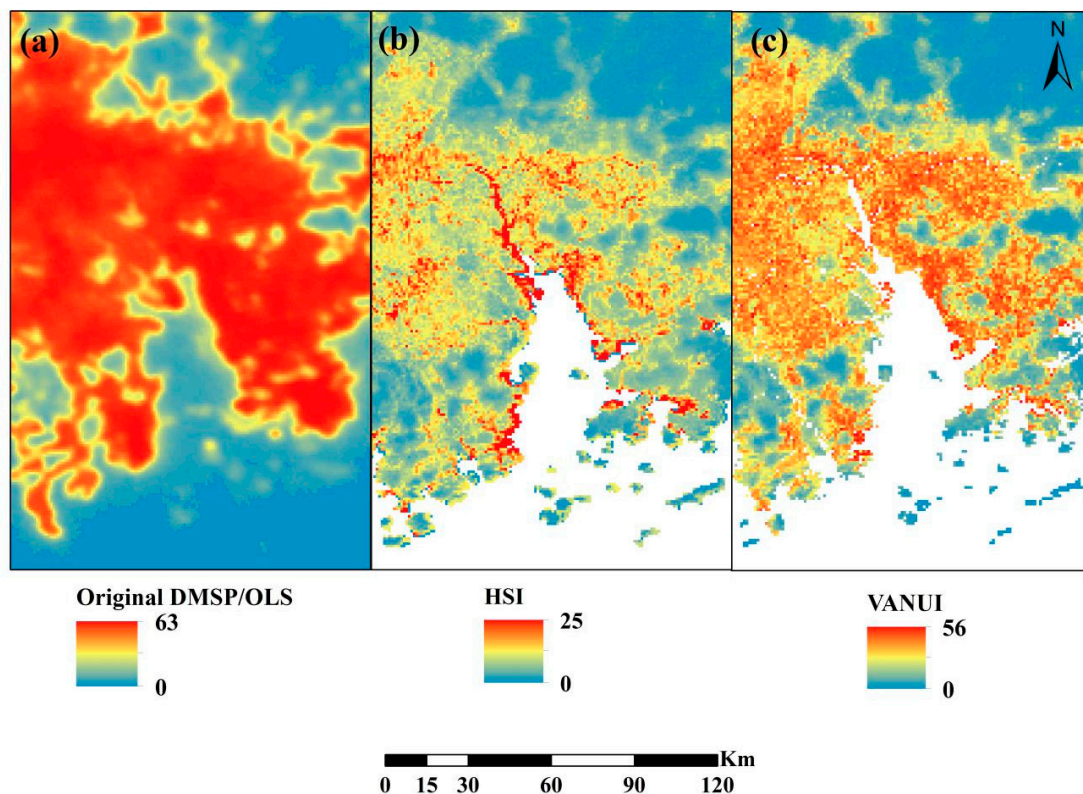 (a)
(b)
(c)
N
Original DMSP/OLS
63
0
HSI
25
0
VANUI
56
0
Km
0 15 30 60 90 120